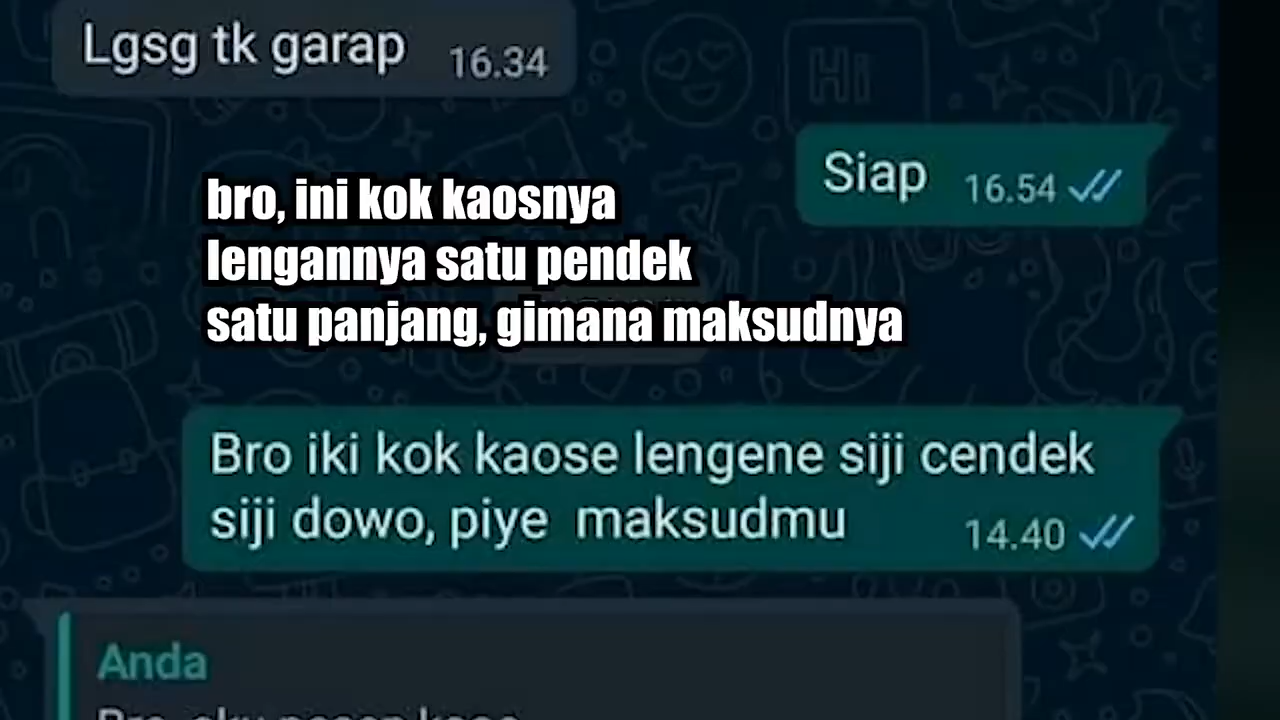 Lgsg tk garap 16.34
Hi
Siap 16.54
bro, ini kok kaosnya
lengannya satu pendek
satu panjang, gimana maksudnya
Bro iki kok kaose lengene siji cendek
siji dowo, piye maksudmu 14.40
Anda